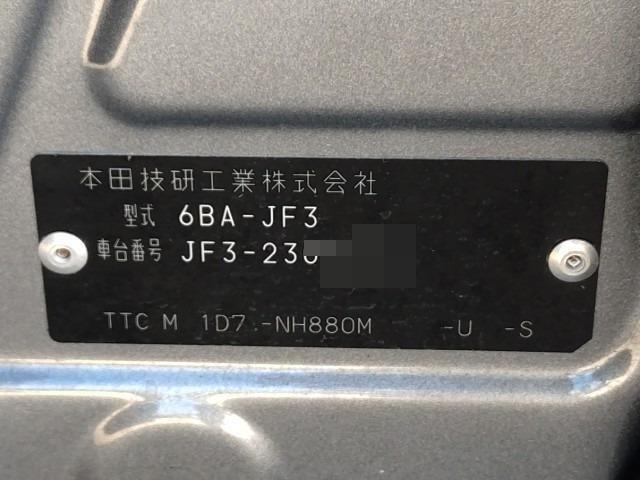 本田技研工業株式会社
型式 6BA-JF3
車台番号 JF3-230
TTC M 1D7 -NH880M -U -S